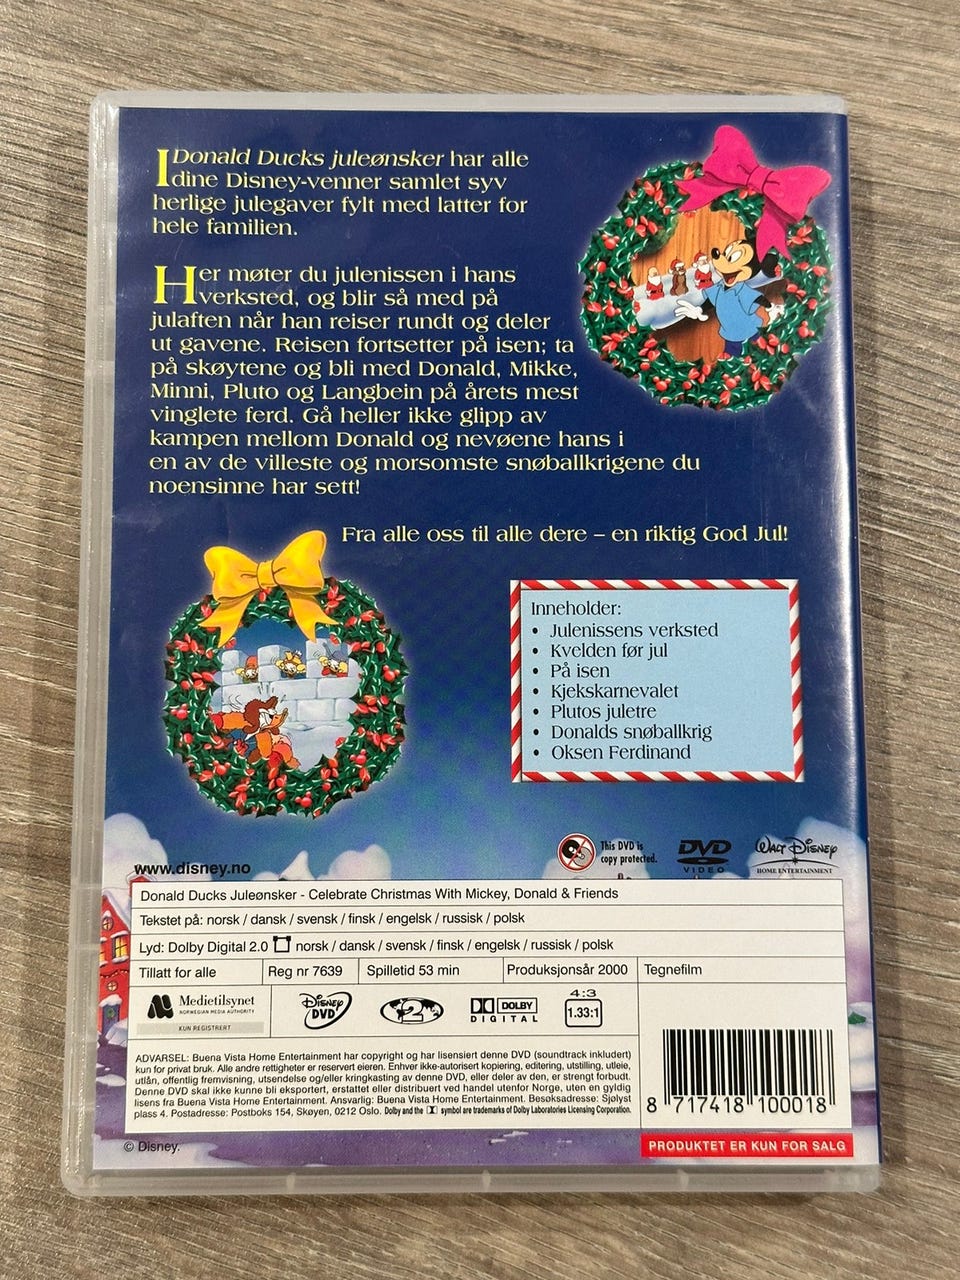 I Donald Ducks juleønsker har alle
dine Disney-venner samlet syv
herlige julegaver fylt med latter for
hele familien.
Her møter du julenissen i hans
verksted, og blir så med på
julaften når han reiser rundt og deler
ut gavene. Reisen fortsetter på isen; ta
på skøytene og bli med Donald, Mikke,
Minni, Pluto og Langbein på årets mest
vinglete ferd. Gå heller ikke glipp av
kampen mellom Donald og nevøene hans i
en av de villeste og morsomste snøballkrigene du
noensinne har sett!
Fra alle oss til alle dere – en riktig God Jul!
Inneholder:
• Julenissens verksted
• Kvelden før jul
• På isen
• Kjekskarnevalet
• Plutos juletre
• Donalds snøballkrig
• Oksen Ferdinand
www.disney.no
This DVD is
copy protected.
DVD
VIDEO
WALT DISNEY
HOME ENTERTAINMENT
Donald Ducks Juleønsker - Celebrate Christmas With Mickey, Donald & Friends
Tekstet på: norsk / dansk / svensk / finsk / engelsk / russisk / polsk
Lyd: Dolby Digital 2.0 norsk / dansk / svensk / finsk / engelsk / russisk / polsk
Tillatt for alle
Reg nr 7639
Spilletid 53 min
Produksjonsår 2000
Tegnefilm
Medietilsynet
NORWEGIAN MEDIA AUTHORITY
KUN REGISTRERT
DISNEY
DVD
2
DOLBY
DIGITAL
4:3
1.33:1
ADVARSEL: Buena Vista Home Entertainment har copyright og har lisensiert denne DVD (soundtrack inkludert)
kun for privat bruk. Alle andre rettigheter er reservert eieren. Enhver ikke-autorisert kopiering, editering, utstilling, utleie,
utlån, offentlig fremvisning, utsendelse og/eller kringkasting av denne DVD, eller deler av den, er strengt forbudt.
Denne DVD skal ikke kunne bli eksportert, erstattet eller distribuert ved handel utenfor Norge, uten en gyldig
lisens fra Buena Vista Home Entertainment. Ansvarlig: Buena Vista Home Entertainment. Besøksadresse: Sjølyst
plass 4. Postadresse: Postboks 154, Skøyen, 0212 Oslo. Dolby and the symbol are trademarks of Dolby Laboratories Licensing Corporation.
8 717418 100018
© Disney.
PRODUKTET ER KUN FOR SALG